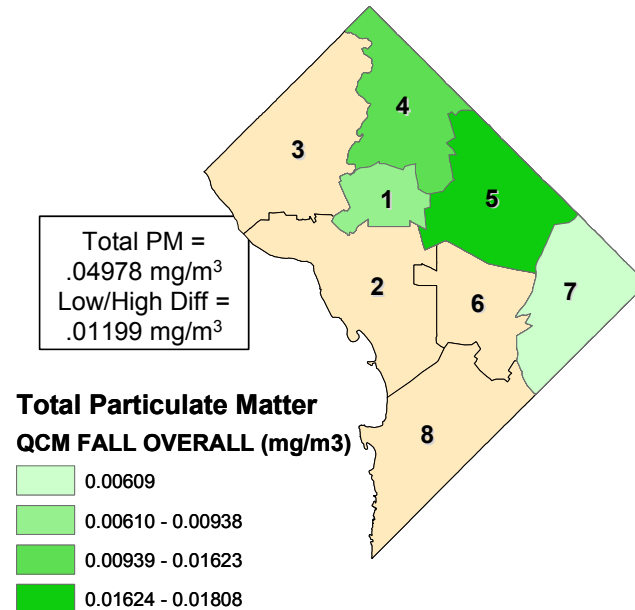 4
3
1
5
Total PM =
.04978 mg/m³
Low/High Diff =
.01199 mg/m³
2
6
7
8
Total Particulate Matter
QCM FALL OVERALL (mg/m3)
0.00609
0.00610 - 0.00938
0.00939 - 0.01623
0.01624 - 0.01808